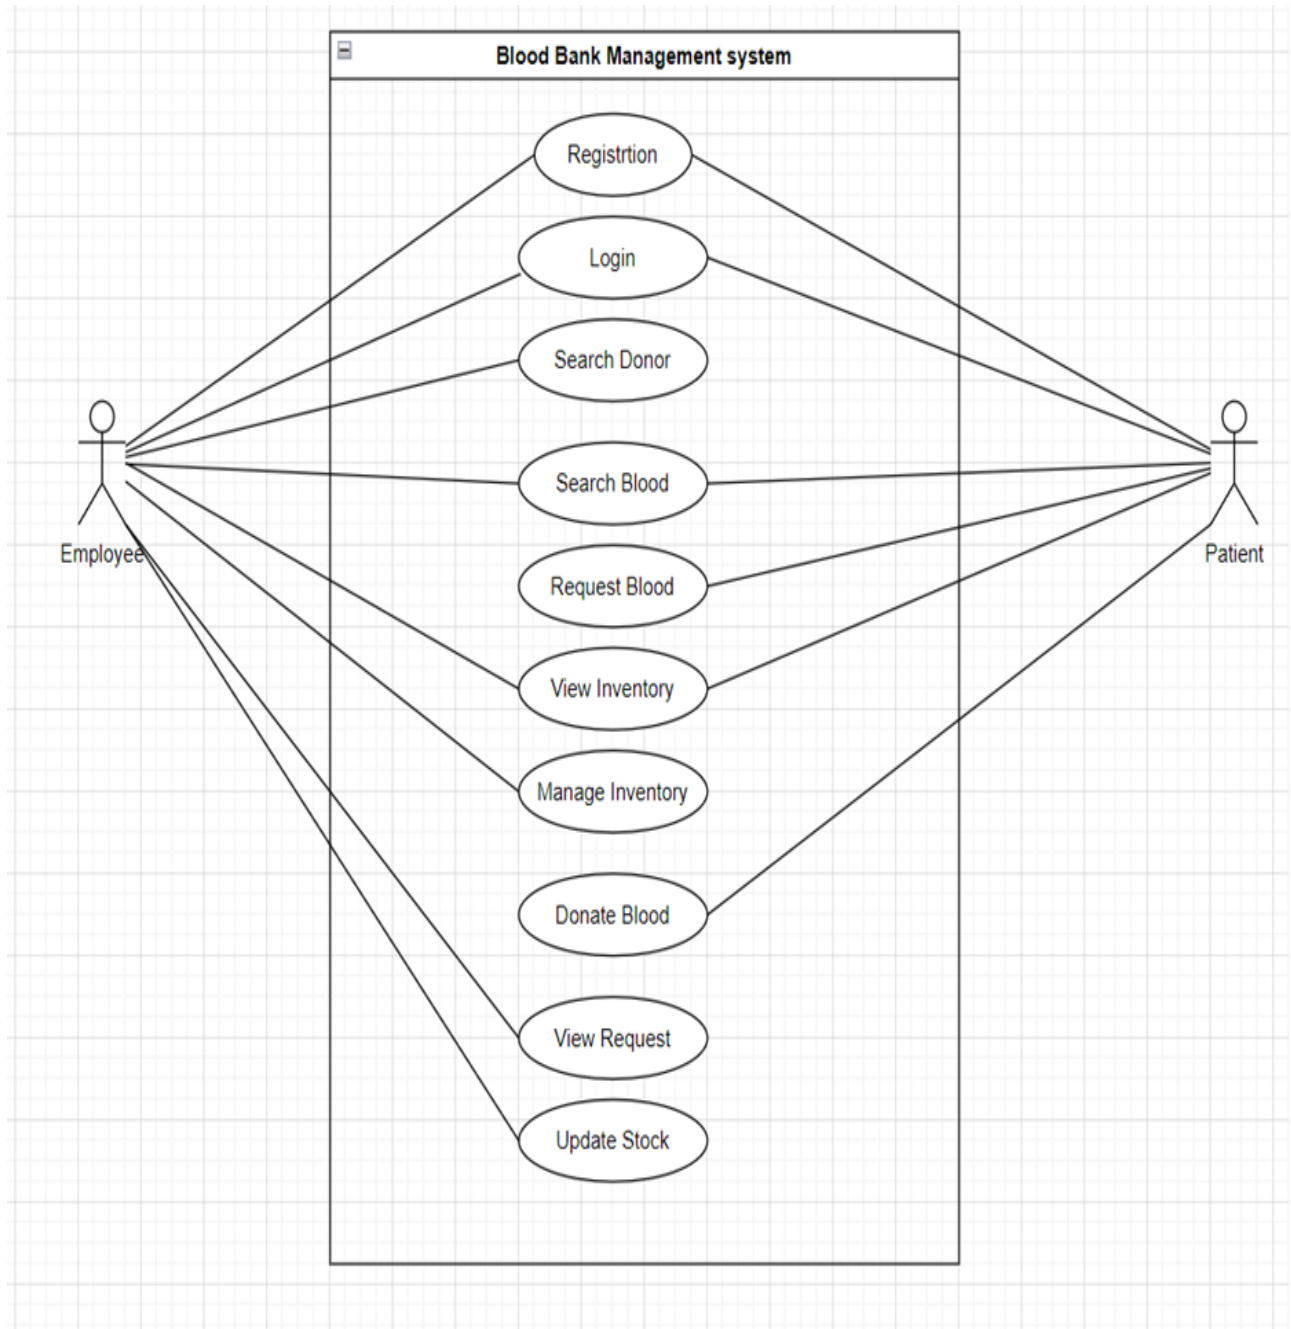 Blood Bank Management system
Registrtion
Login
Search Donor
Search Blood
Employee
Patient
Request Blood
View Inventory
Manage Inventory
Donate Blood
View Request
Update Stock